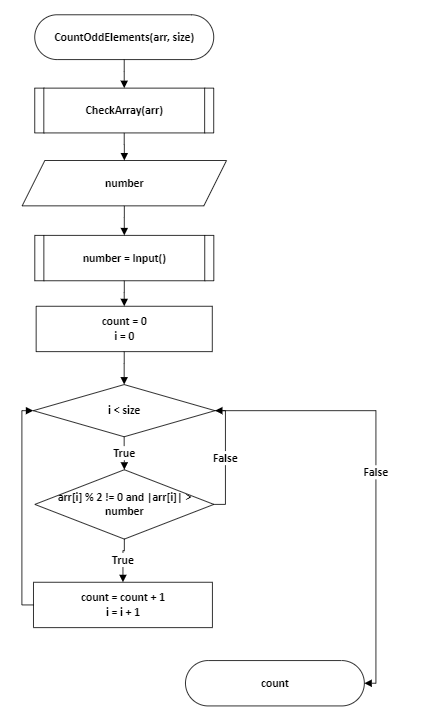 CountOddElements(arr, size)
CheckArray(arr)
number
number = Input()
count = 0
i = 0
i < size
True
False
False
arr[i] % 2 != 0 and |arr[i]| >
number
True
count = count + 1
i = i + 1
count